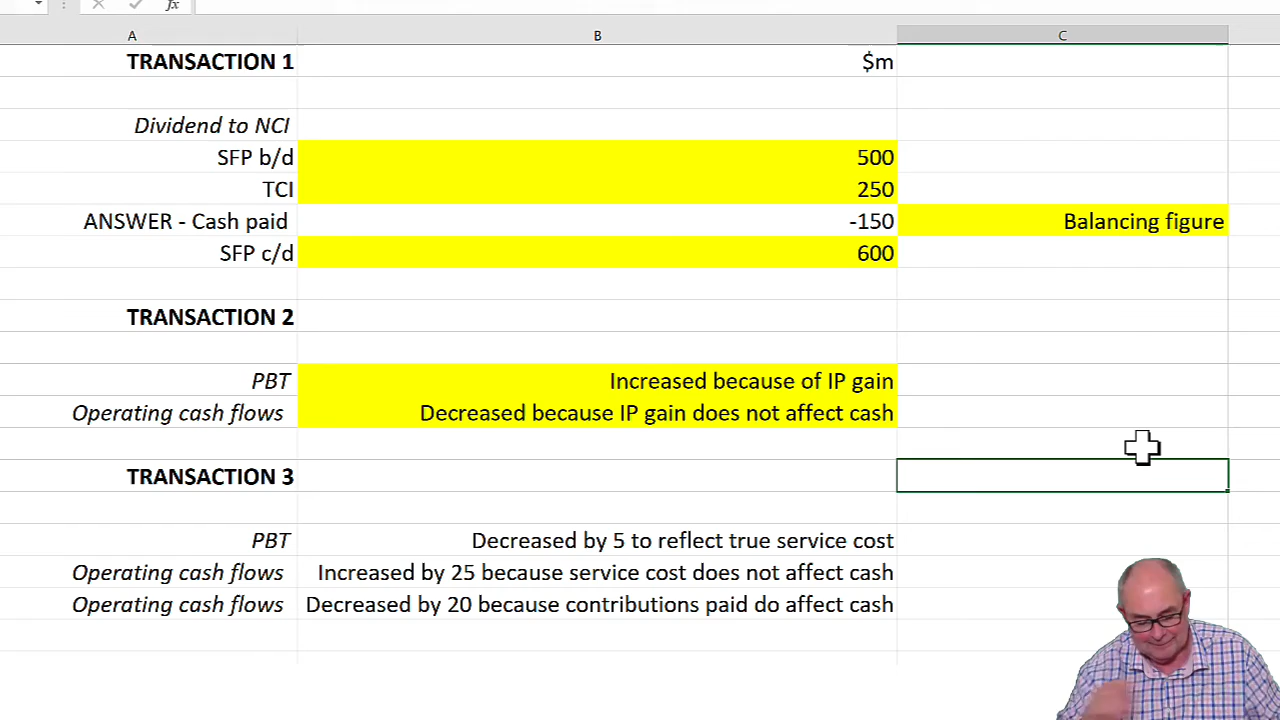 fx
A B C
TRANSACTION 1 $m
Dividend to NCI
SFP b/d 500
TCI 250
ANSWER - Cash paid -150 Balancing figure
SFP c/d 600
TRANSACTION 2
PBT Increased because of IP gain
Operating cash flows Decreased because IP gain does not affect cash
TRANSACTION 3
PBT Decreased by 5 to reflect true service cost
Operating cash flows Increased by 25 because service cost does not affect cash
Operating cash flows Decreased by 20 because contributions paid do affect cash